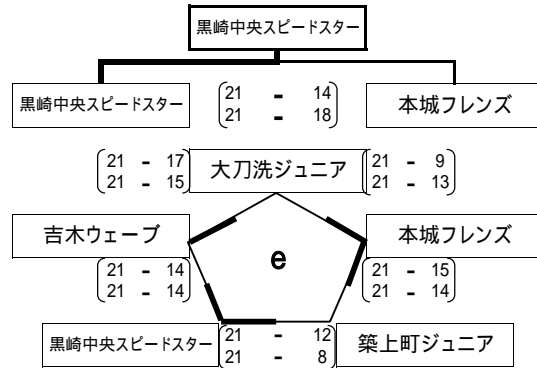 黒崎中央スピードスター
黒崎中央スピードスター 21 - 14 本城フレンズ
21 - 18
21 - 17 大刀洗ジュニア 21 - 9
21 - 15 21 - 13
吉木ウェーブ 本城フレンズ
e
21 - 14 21 - 15
21 - 14 21 - 14
黒崎中央スピードスター 21 - 12 築上町ジュニア
21 - 8